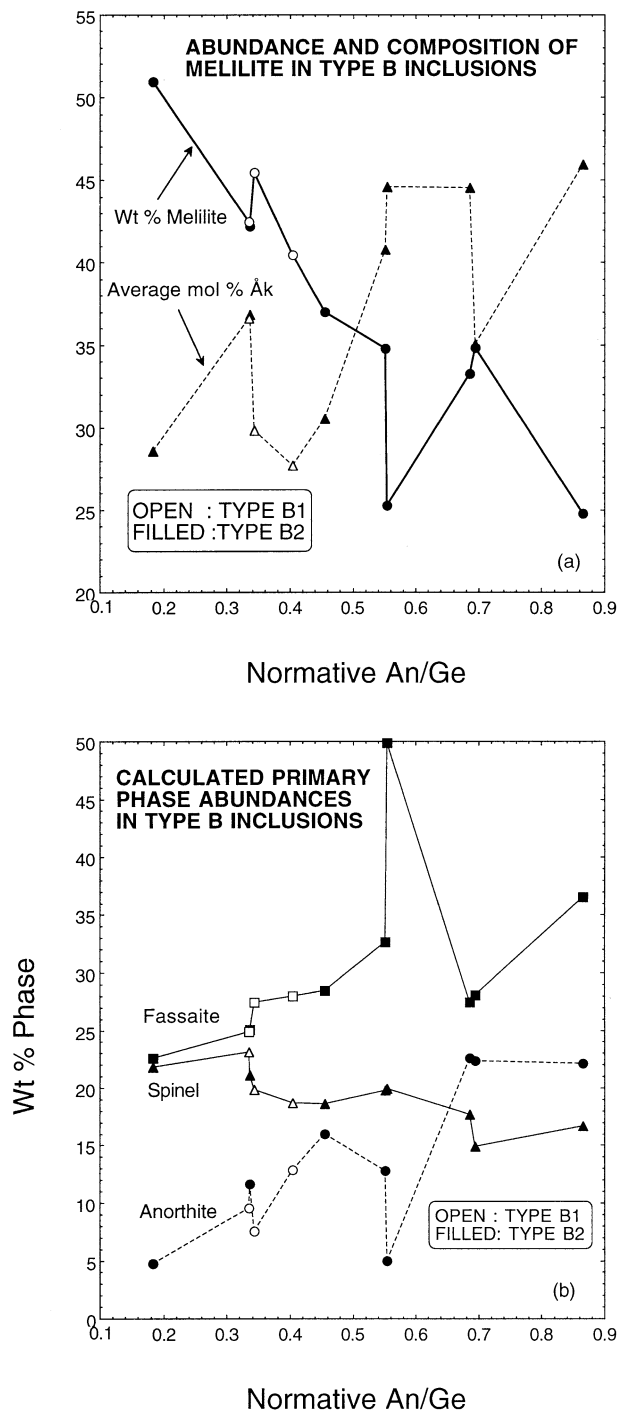 ABUNDANCE AND COMPOSITION OF
MELILITE IN TYPE B INCLUSIONS
55
50
45
40
35
30
25
20
Wt % Melilite
Average mol % Åk
OPEN : TYPE B1
FILLED :TYPE B2
(a)
0.1 0.2 0.3 0.4 0.5 0.6 0.7 0.8 0.9
Normative An/Ge
CALCULATED PRIMARY
PHASE ABUNDANCES
IN TYPE B INCLUSIONS
50
45
40
35
30
25
20
15
10
5
0
Wt % Phase
Fassaite
Spinel
Anorthite
OPEN : TYPE B1
FILLED: TYPE B2
(b)
0.1 0.2 0.3 0.4 0.5 0.6 0.7 0.8 0.9
Normative An/Ge